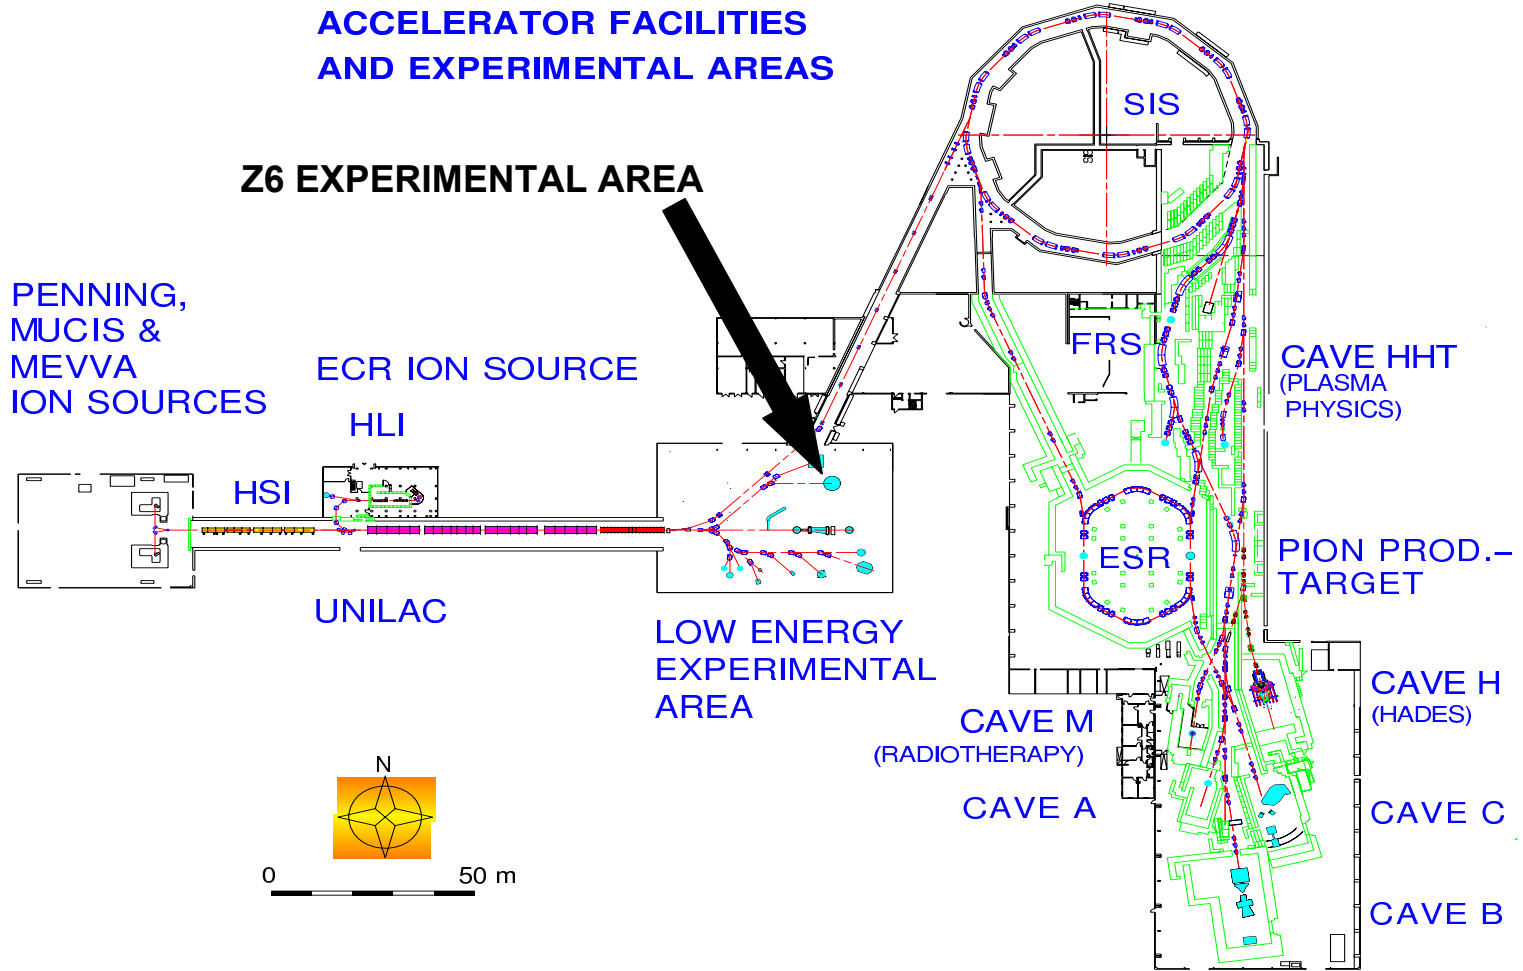 ACCELERATOR FACILITIES
AND EXPERIMENTAL AREAS
SIS
SIS
Z6 EXPERIMENTAL AREA
PENNING,
MUCIS &
MEVVA
ION SOURCES
ECR ION SOURCE
HLI
FRS
CAVE HHT
(PLASMA
PHYSICS)
HSI
ESR
PION PROD.–
TARGET
UNILAC
LOW ENERGY
EXPERIMENTAL
AREA
CAVE M
(RADIOTHERAPY)
CAVE H
(HADES)
CAVE A
CAVE C
CAVE B
N
0 50 m